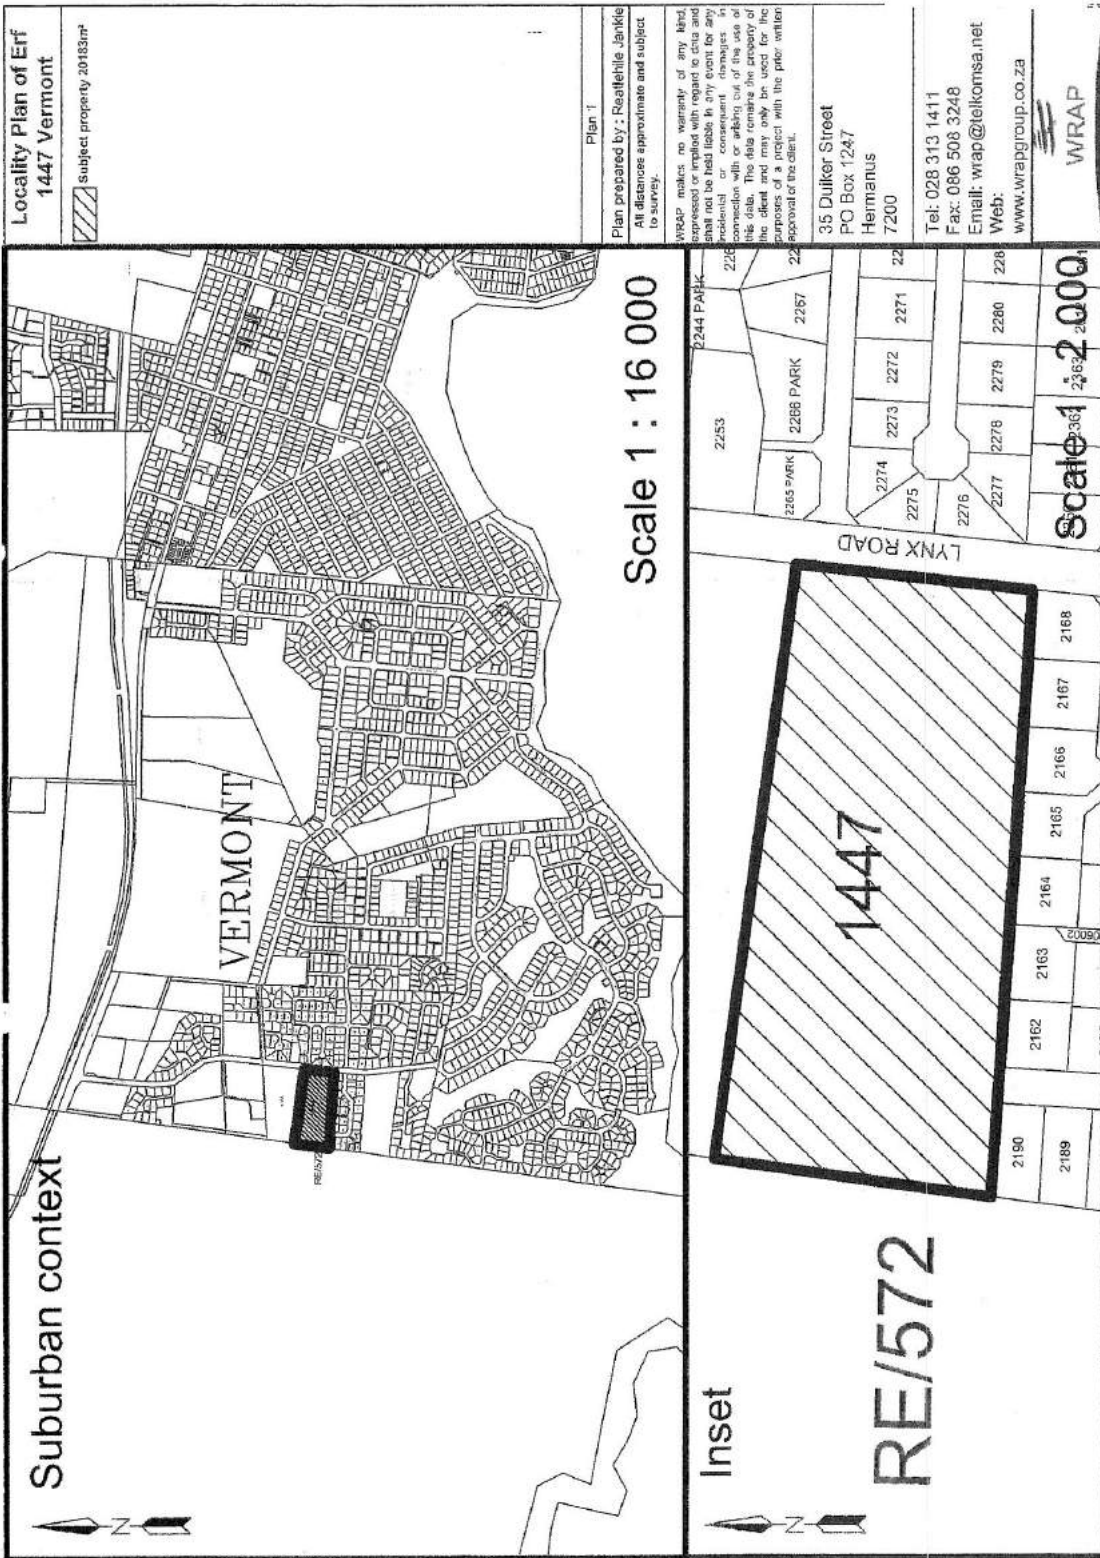 Locality Plan of Erf
1447 Vermont
Subject property 20183m²
Plan 1
Plan prepared by : Reatlehile Jankie
All distances approximate and subject
to survey.
WRAP makes no warranty of any kind,
expressed or implied with regard to data and
shall not be held liable in any event for any
incidental or consequent damages in
connection with or arising out of the use of
this data. The data remains the property of
the client and may only be used for the
purposes of a project with the prior written
approval of the client.
35 Duiker Street
PO Box 1247
Hermanus
7200
Tel: 028 313 1411
Fax: 086 508 3248
Email: wrap@telkomsa.net
Web:
www.wrapgroup.co.za
WRAP
Suburban context
N
VERMONT
RE/572
Scale 1 : 16 000
Inset
N
RE/572
1447
LYNX ROAD
2244 PARK
2253
2265 PARK
2266 PARK
2267
226
22
2274
2273
2272
2271
22
2275
2276
2277
2278
2279
2280
228
2363
Scale 1 : 2 000
2190
2189
2162
2163
2164
2165
2166
2167
2168